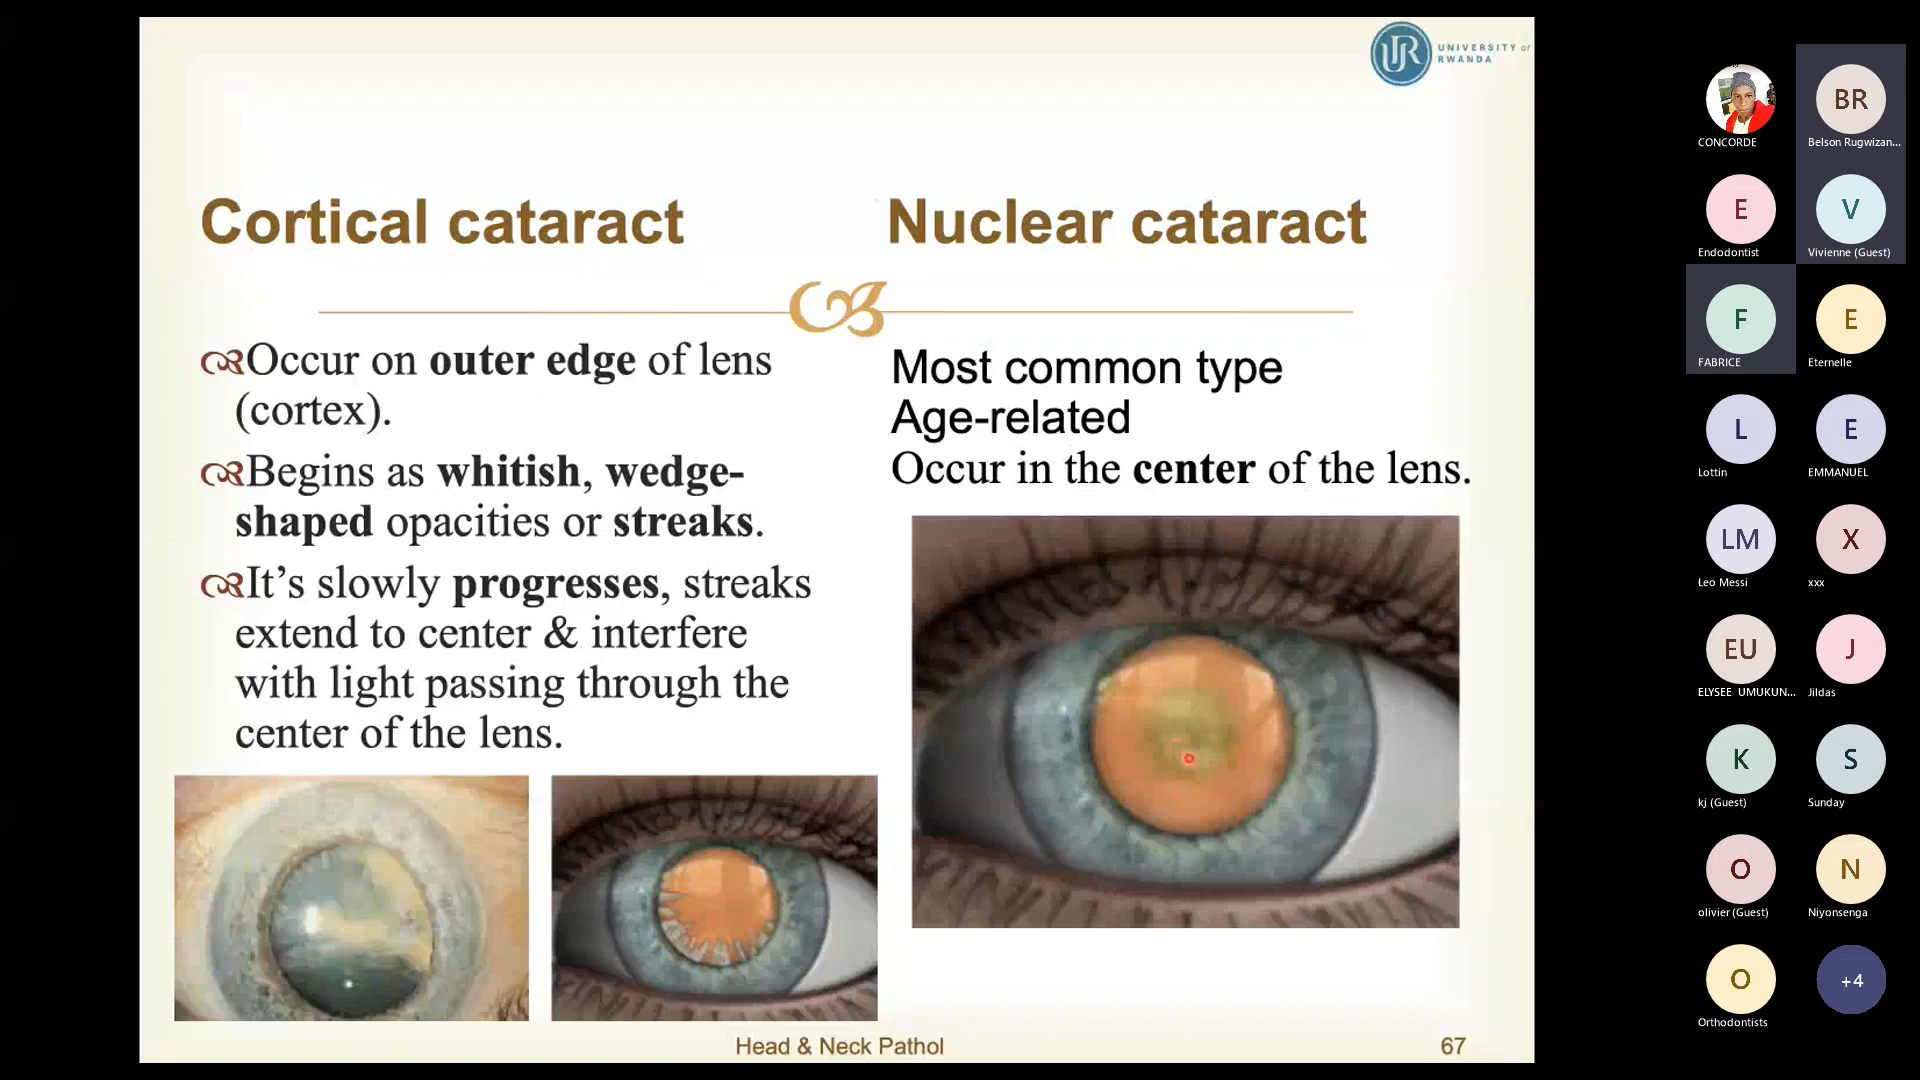 UNIVERSITY of
RWANDA
Cortical cataract
Nuclear cataract
Occur on outer edge of lens
(cortex).
Begins as whitish, wedge-
shaped opacities or streaks.
It’s slowly progresses, streaks
extend to center & interfere
with light passing through the
center of the lens.
Most common type
Age-related
Occur in the center of the lens.
Head & Neck Pathol
67
CONCORDE
BR
Belson Rugwizan...
E
Endodontist
V
Vivienne (Guest)
F
FABRICE
E
Eternelle
L
Lottin
E
EMMANUEL
LM
Leo Messi
X
xxx
EU
ELYSEE UMUKUN...
J
Jildas
K
kj (Guest)
S
Sunday
O
olivier (Guest)
N
Niyonsenga
O
Orthodontists
+4